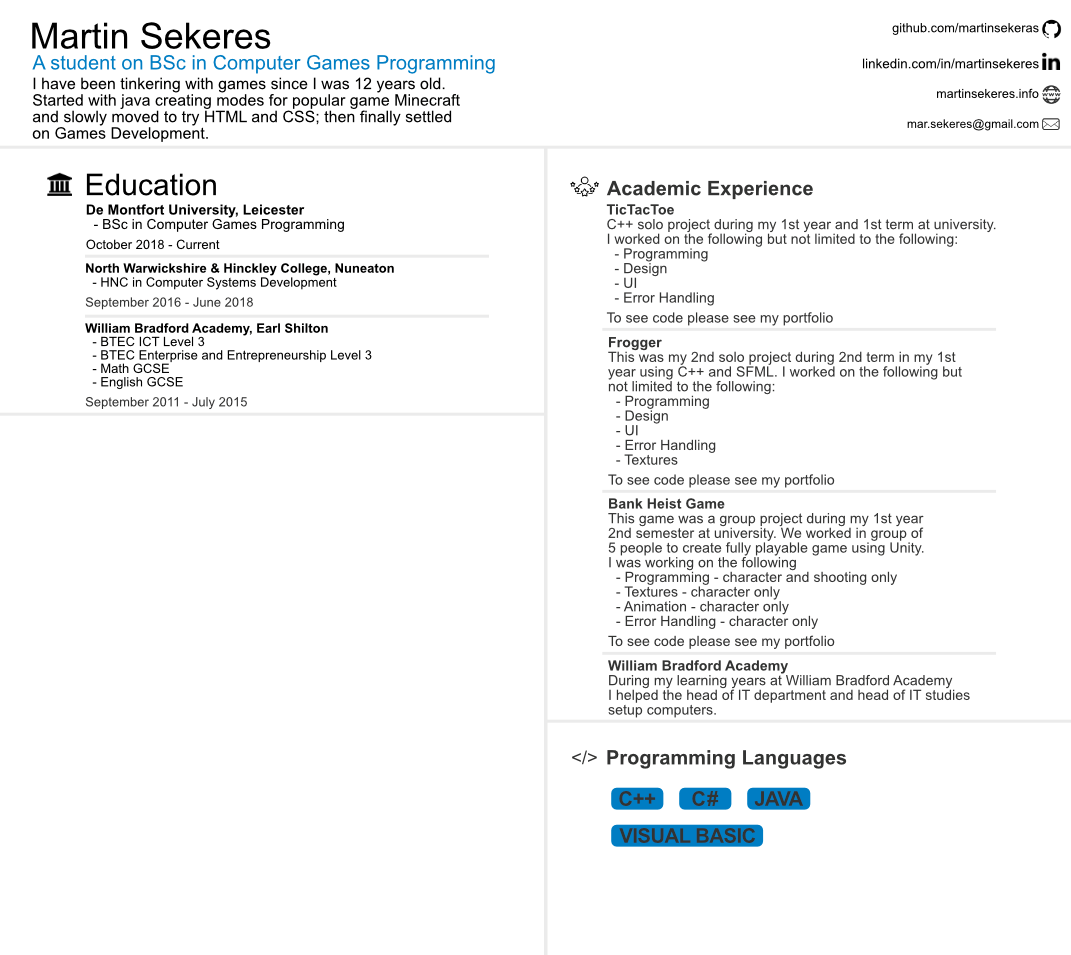 Martin Sekeres
A student on BSc in Computer Games Programming
I have been tinkering with games since I was 12 years old.
Started with java creating modes for popular game Minecraft
and slowly moved to try HTML and CSS; then finally settled
on Games Development.
github.com/martinsekeras
linkedin.com/in/martinsekeres
martinsekeres.info
mar.sekeres@gmail.com
Education
De Montfort University, Leicester
- BSc in Computer Games Programming
October 2018 - Current
North Warwickshire & Hinckley College, Nuneaton
- HNC in Computer Systems Development
September 2016 - June 2018
William Bradford Academy, Earl Shilton
- BTEC ICT Level 3
- BTEC Enterprise and Entrepreneurship Level 3
- Math GCSE
- English GCSE
September 2011 - July 2015
Academic Experience
TicTacToe
C++ solo project during my 1st year and 1st term at university.
I worked on the following but not limited to the following:
- Programming
- Design
- UI
- Error Handling
To see code please see my portfolio
Frogger
This was my 2nd solo project during 2nd term in my 1st
year using C++ and SFML. I worked on the following but
not limited to the following:
- Programming
- Design
- UI
- Error Handling
- Textures
To see code please see my portfolio
Bank Heist Game
This game was a group project during my 1st year
2nd semester at university. We worked in group of
5 people to create fully playable game using Unity.
I was working on the following
- Programming - character and shooting only
- Textures - character only
- Animation - character only
- Error Handling - character only
To see code please see my portfolio
William Bradford Academy
During my learning years at William Bradford Academy
I helped the head of IT department and head of IT studies
setup computers.
</> Programming Languages
C++ C# JAVA
VISUAL BASIC